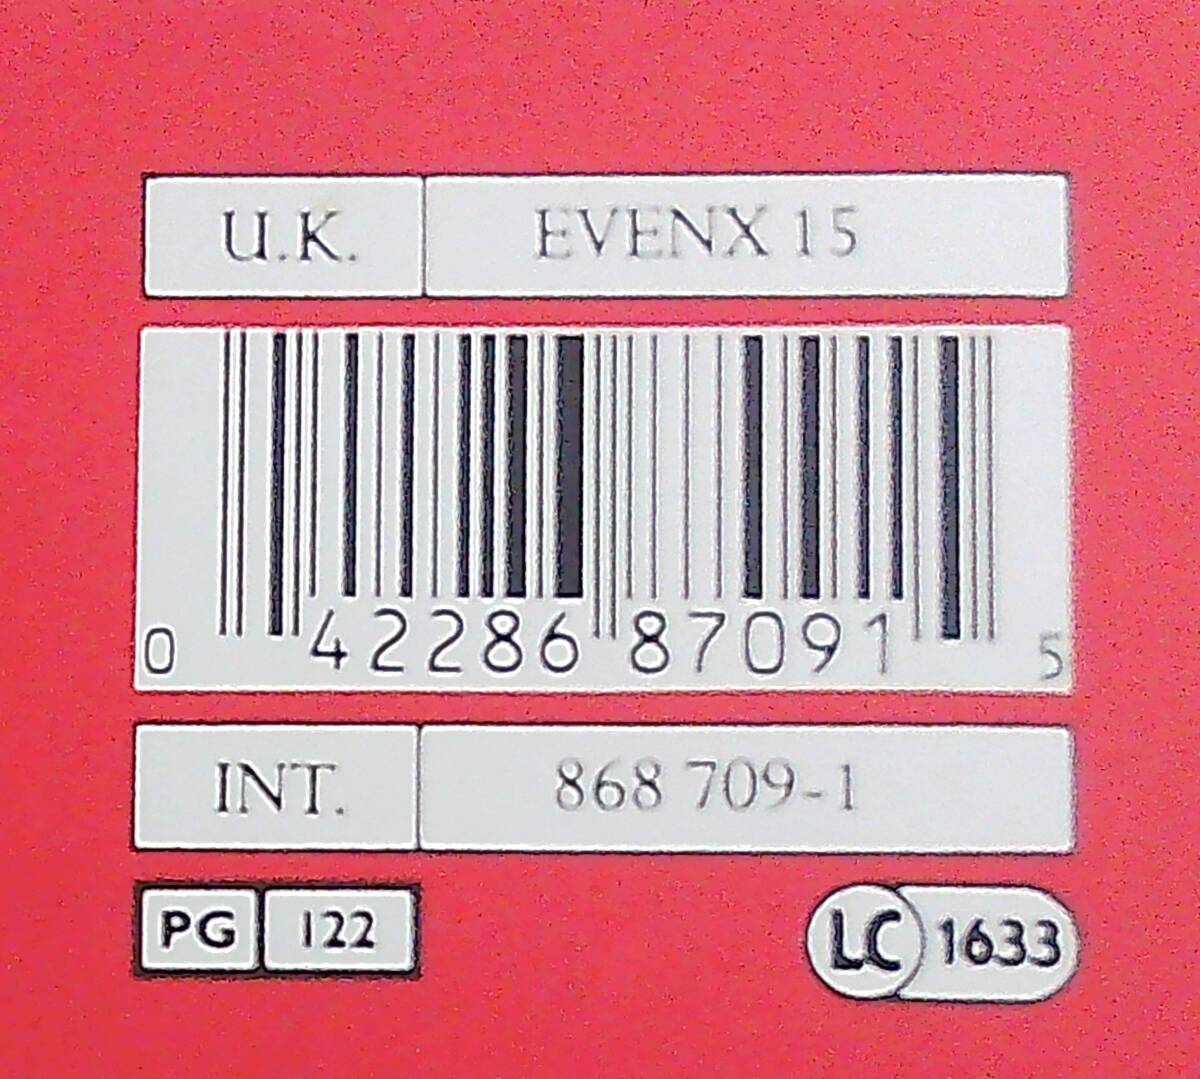 U.K. EVENX 15
0 42286 87091 5
INT. 868 709-1
PG 122 LC 1633